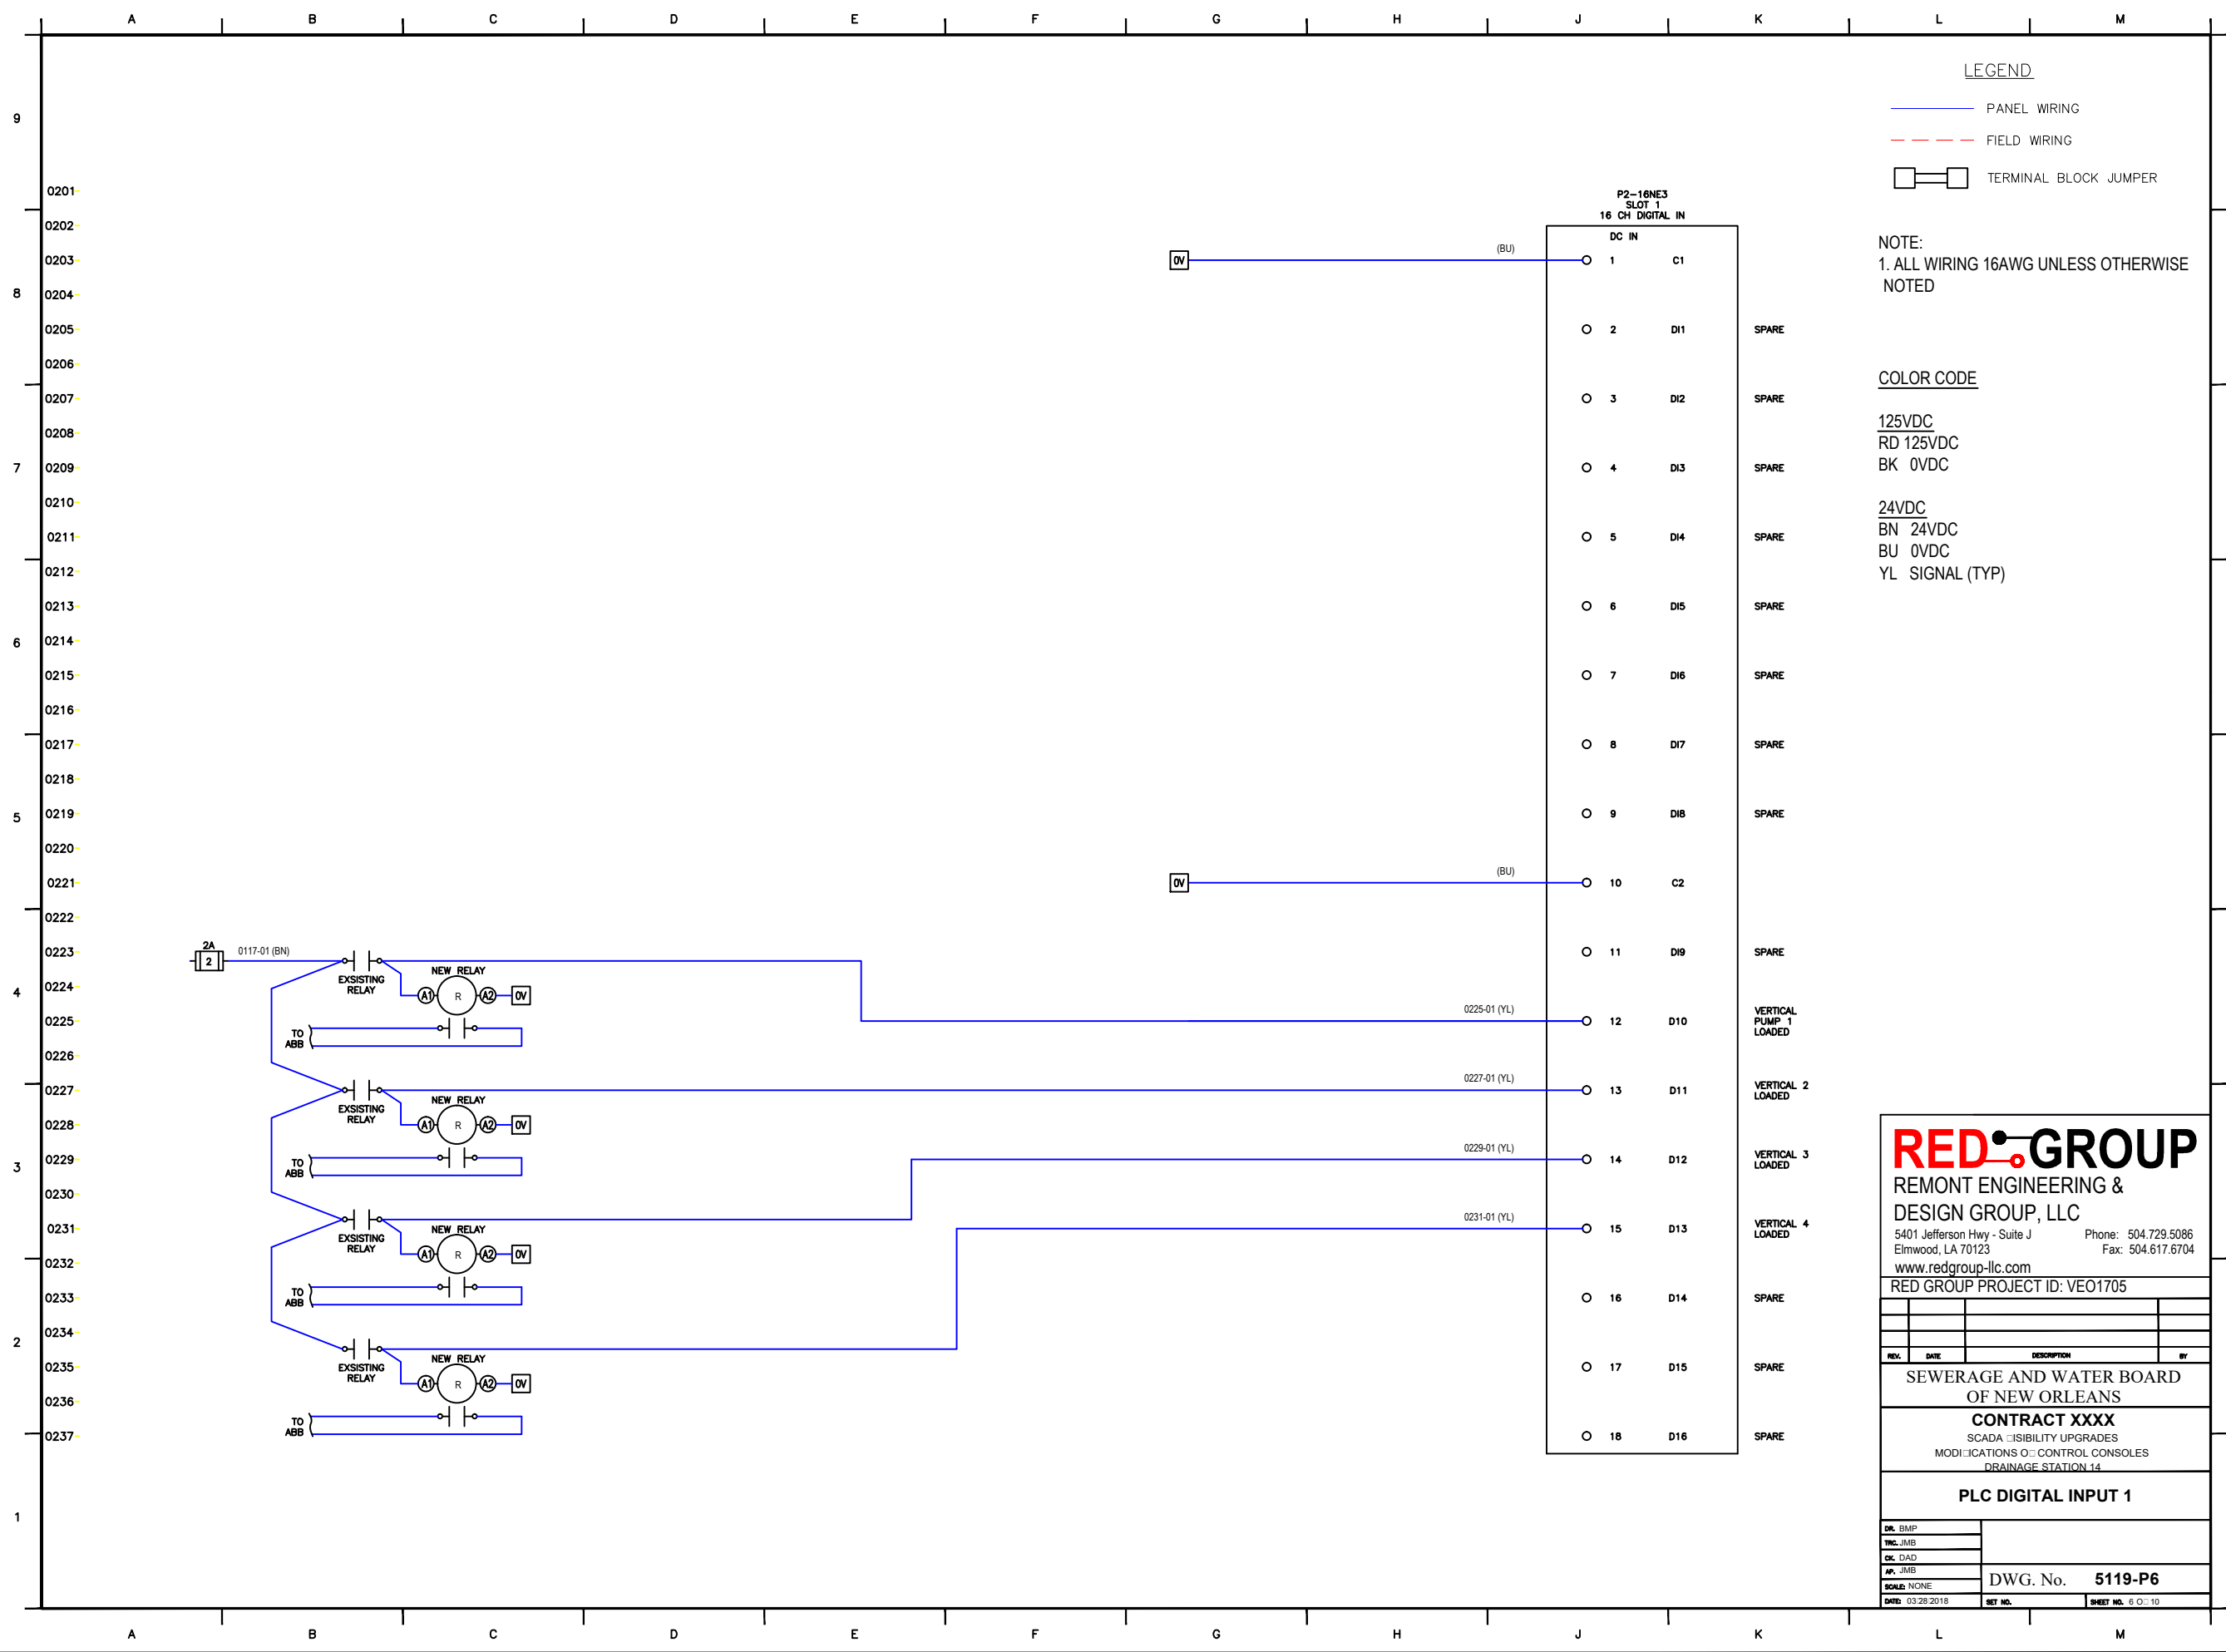 A B C D E F G H J K L M
LEGEND
PANEL WIRING
FIELD WIRING
TERMINAL BLOCK JUMPER
NOTE:
1. ALL WIRING 16AWG UNLESS OTHERWISE
NOTED
COLOR CODE
125VDC
RD 125VDC
BK 0VDC
24VDC
BN 24VDC
BU 0VDC
YL SIGNAL (TYP)
9
8
7
6
5
4
3
2
1
0201
0202
0203
0204
0205
0206
0207
0208
0209
0210
0211
0212
0213
0214
0215
0216
0217
0218
0219
0220
0221
0222
0223
0224
0225
0226
0227
0228
0229
0230
0231
0232
0233
0234
0235
0236
0237
2A
2
0117-01 (BN)
EXSISTING
RELAY
NEW RELAY
A1 R A2 0V
TO
ABB
EXSISTING
RELAY
NEW RELAY
A1 R A2 0V
TO
ABB
EXSISTING
RELAY
NEW RELAY
A1 R A2 0V
TO
ABB
EXSISTING
RELAY
NEW RELAY
A1 R A2 0V
TO
ABB
P2-16NE3
SLOT 1
16 CH DIGITAL IN
DC IN
0V (BU) 1 C1
2 DI1 SPARE
3 DI2 SPARE
4 DI3 SPARE
5 DI4 SPARE
6 DI5 SPARE
7 DI6 SPARE
8 DI7 SPARE
9 DI8 SPARE
0V (BU) 10 C2
11 DI9 SPARE
0225-01 (YL) 12 D10
VERTICAL
PUMP 1
LOADED
0227-01 (YL) 13 D11
VERTICAL 2
LOADED
0229-01 (YL) 14 D12
VERTICAL 3
LOADED
0231-01 (YL) 15 D13
VERTICAL 4
LOADED
16 D14 SPARE
17 D15 SPARE
18 D16 SPARE
RED GROUP
REMONT ENGINEERING &
DESIGN GROUP, LLC
5401 Jefferson Hwy - Suite J Phone: 504.729.5086
Elmwood, LA 70123 Fax: 504.617.6704
www.redgroup-llc.com
RED GROUP PROJECT ID: VEO1705
REV. DATE DESCRIPTION BY
SEWERAGE AND WATER BOARD
OF NEW ORLEANS
CONTRACT XXXX
SCADA □ISIBILITY UPGRADES
MODI□ICATIONS O□ CONTROL CONSOLES
DRAINAGE STATION 14
PLC DIGITAL INPUT 1
DR. BMP
TRC. JMB
CK. DAD
AP. JMB
SCALE: NONE
DWG. No. 5119-P6
DATE: 03□28□2018 SET NO. SHEET NO. 6 O□ 10
A B C D E F G H J K L M